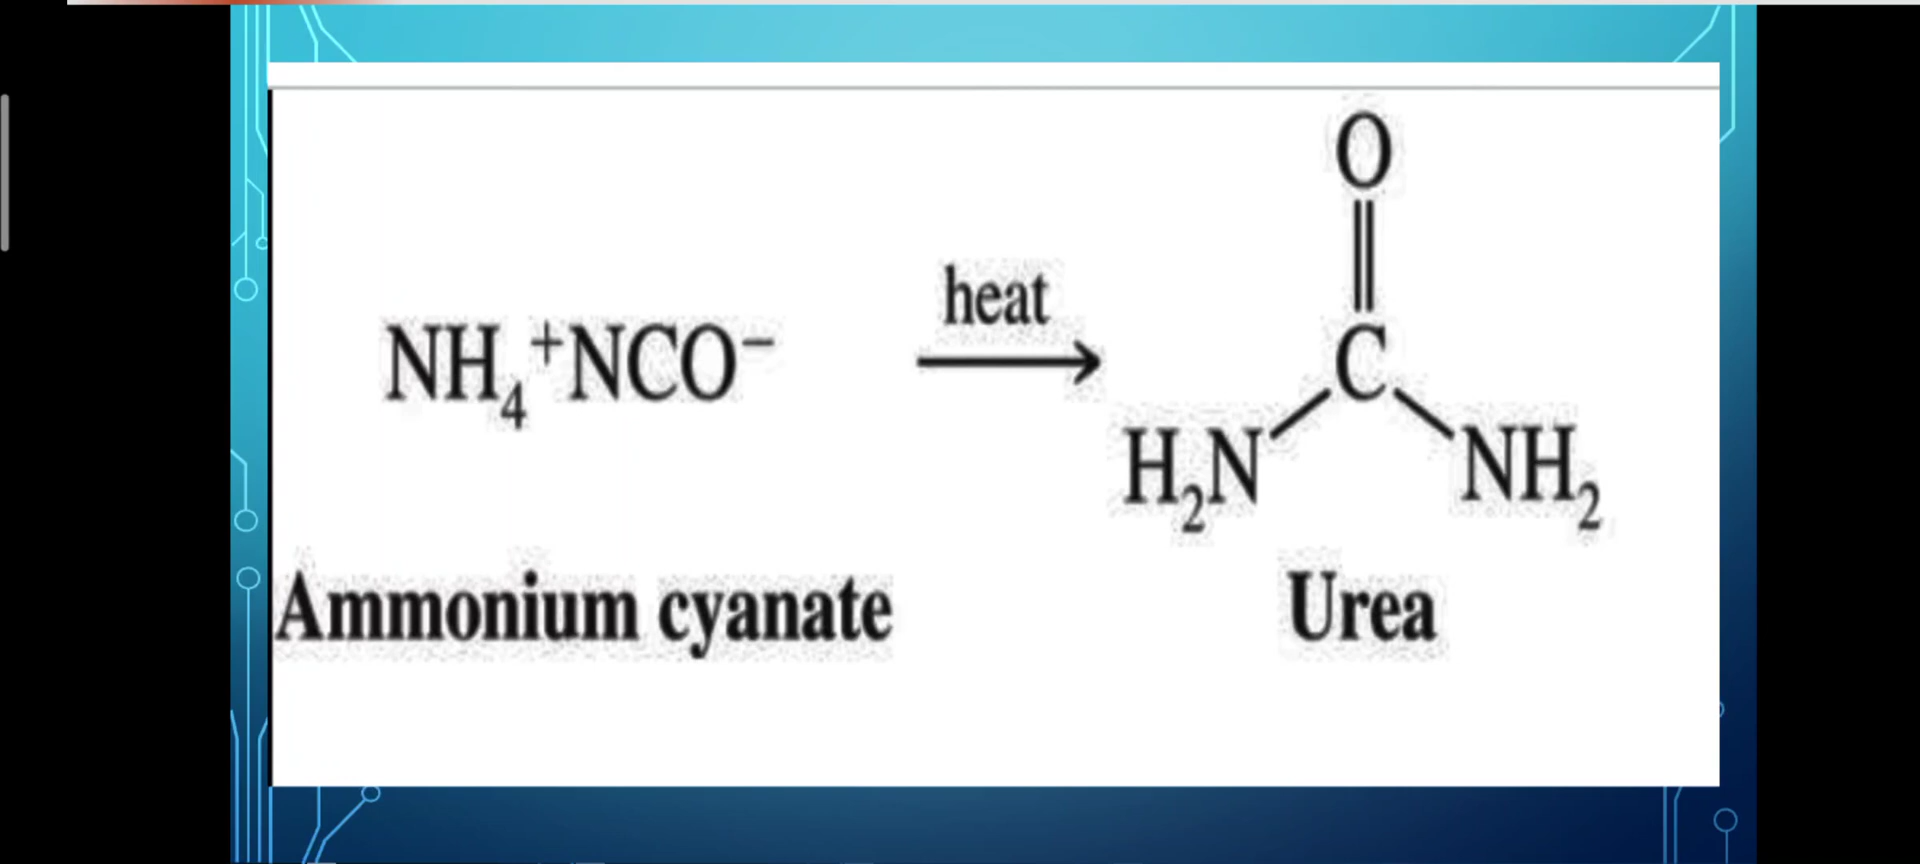 O
heat
NH₄⁺NCO⁻
C
H₂N
NH₂
Ammonium cyanate
Urea